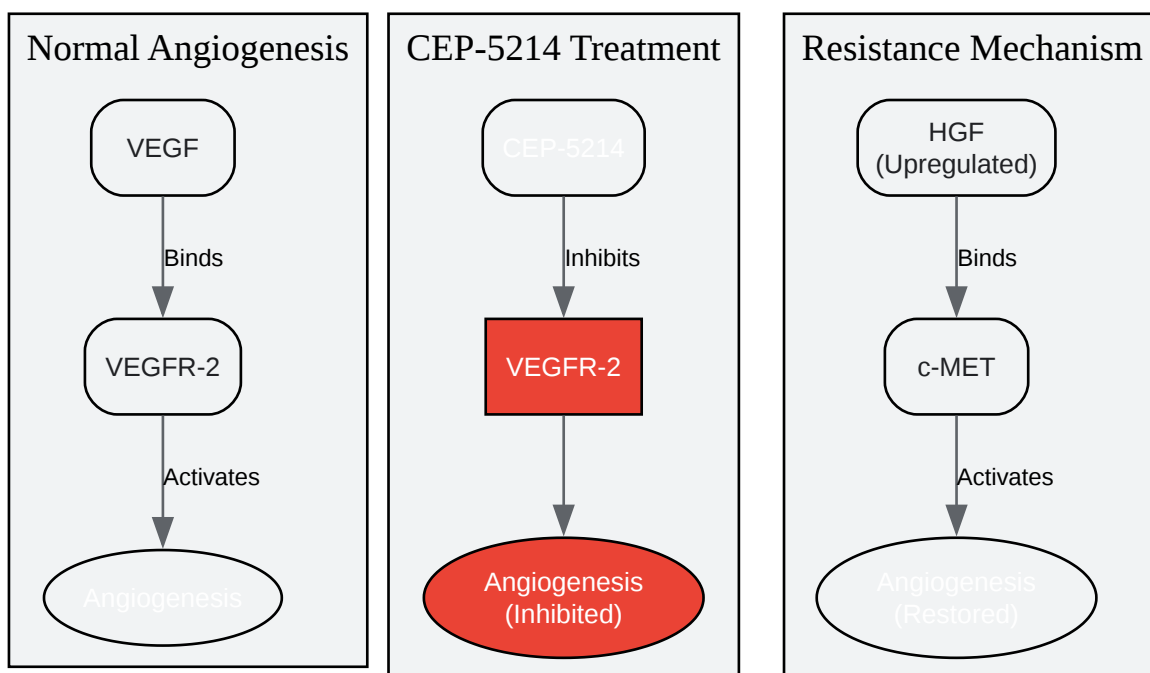 Normal Angiogenesis
VEGF
Binds
VEGFR-2
Activates
Angiogenesis
CEP-5214 Treatment
CEP-5214
Inhibits
VEGFR-2
Angiogenesis
(Inhibited)
Resistance Mechanism
HGF
(Upregulated)
Binds
c-MET
Activates
Angiogenesis
(Restored)